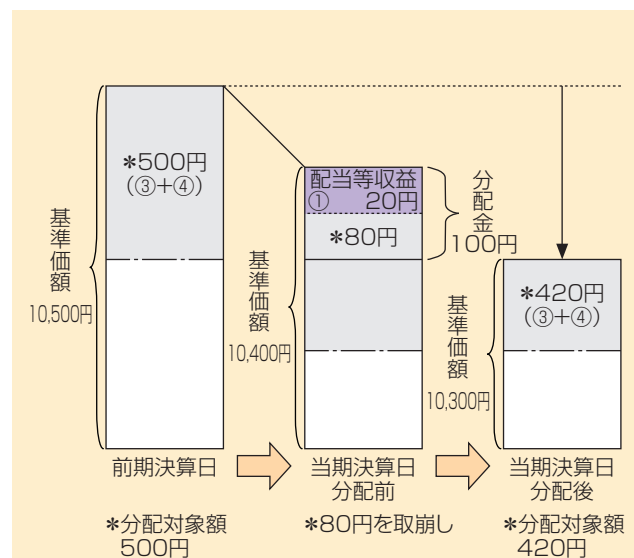 *500円
(③+④)
基準価額
10,500円
配当等収益
① 20円
*80円
分配金
100円
基準価額
10,400円
*420円
(③+④)
基準価額
10,300円
前期決算日
当期決算日
分配前
当期決算日
分配後
*分配対象額
500円
*80円を取崩し
*分配対象額
420円